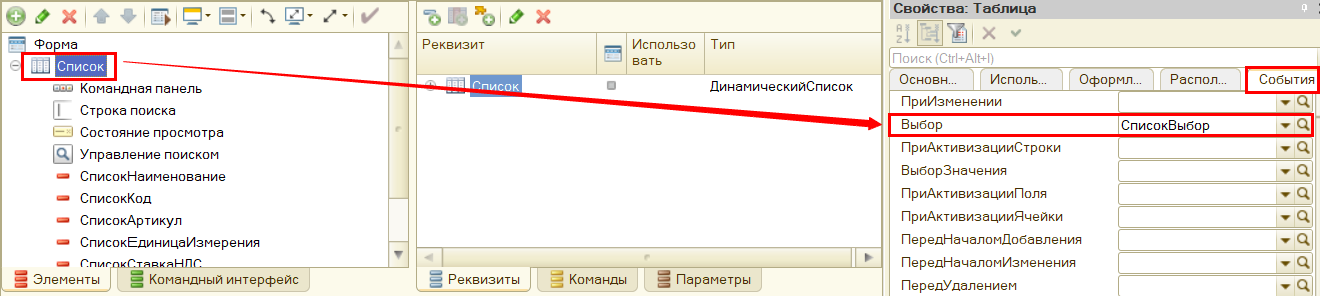 Форма
Список
Командная панель
Строка поиска
Состояние просмотра
Управление поиском
СписокНаименование
СписокКод
СписокАртикул
СписокЕдиницаИзмерения
СписокСтавкаНДС
Элементы
Командный интерфейс
Реквизит
Использо
вать
Тип
Список
ДинамическийСписок
Реквизиты
Команды
Параметры
Свойства: Таблица
Поиск (Ctrl+Alt+I)
Основн...
Исполь...
Оформл...
Распол...
События
ПриИзменении
Выбор
СписокВыбор
ПриАктивизацииСтроки
ВыборЗначения
ПриАктивизацииПоля
ПриАктивизацииЯчейки
ПередНачаломДобавления
ПередНачаломИзменения
ПередУдалением